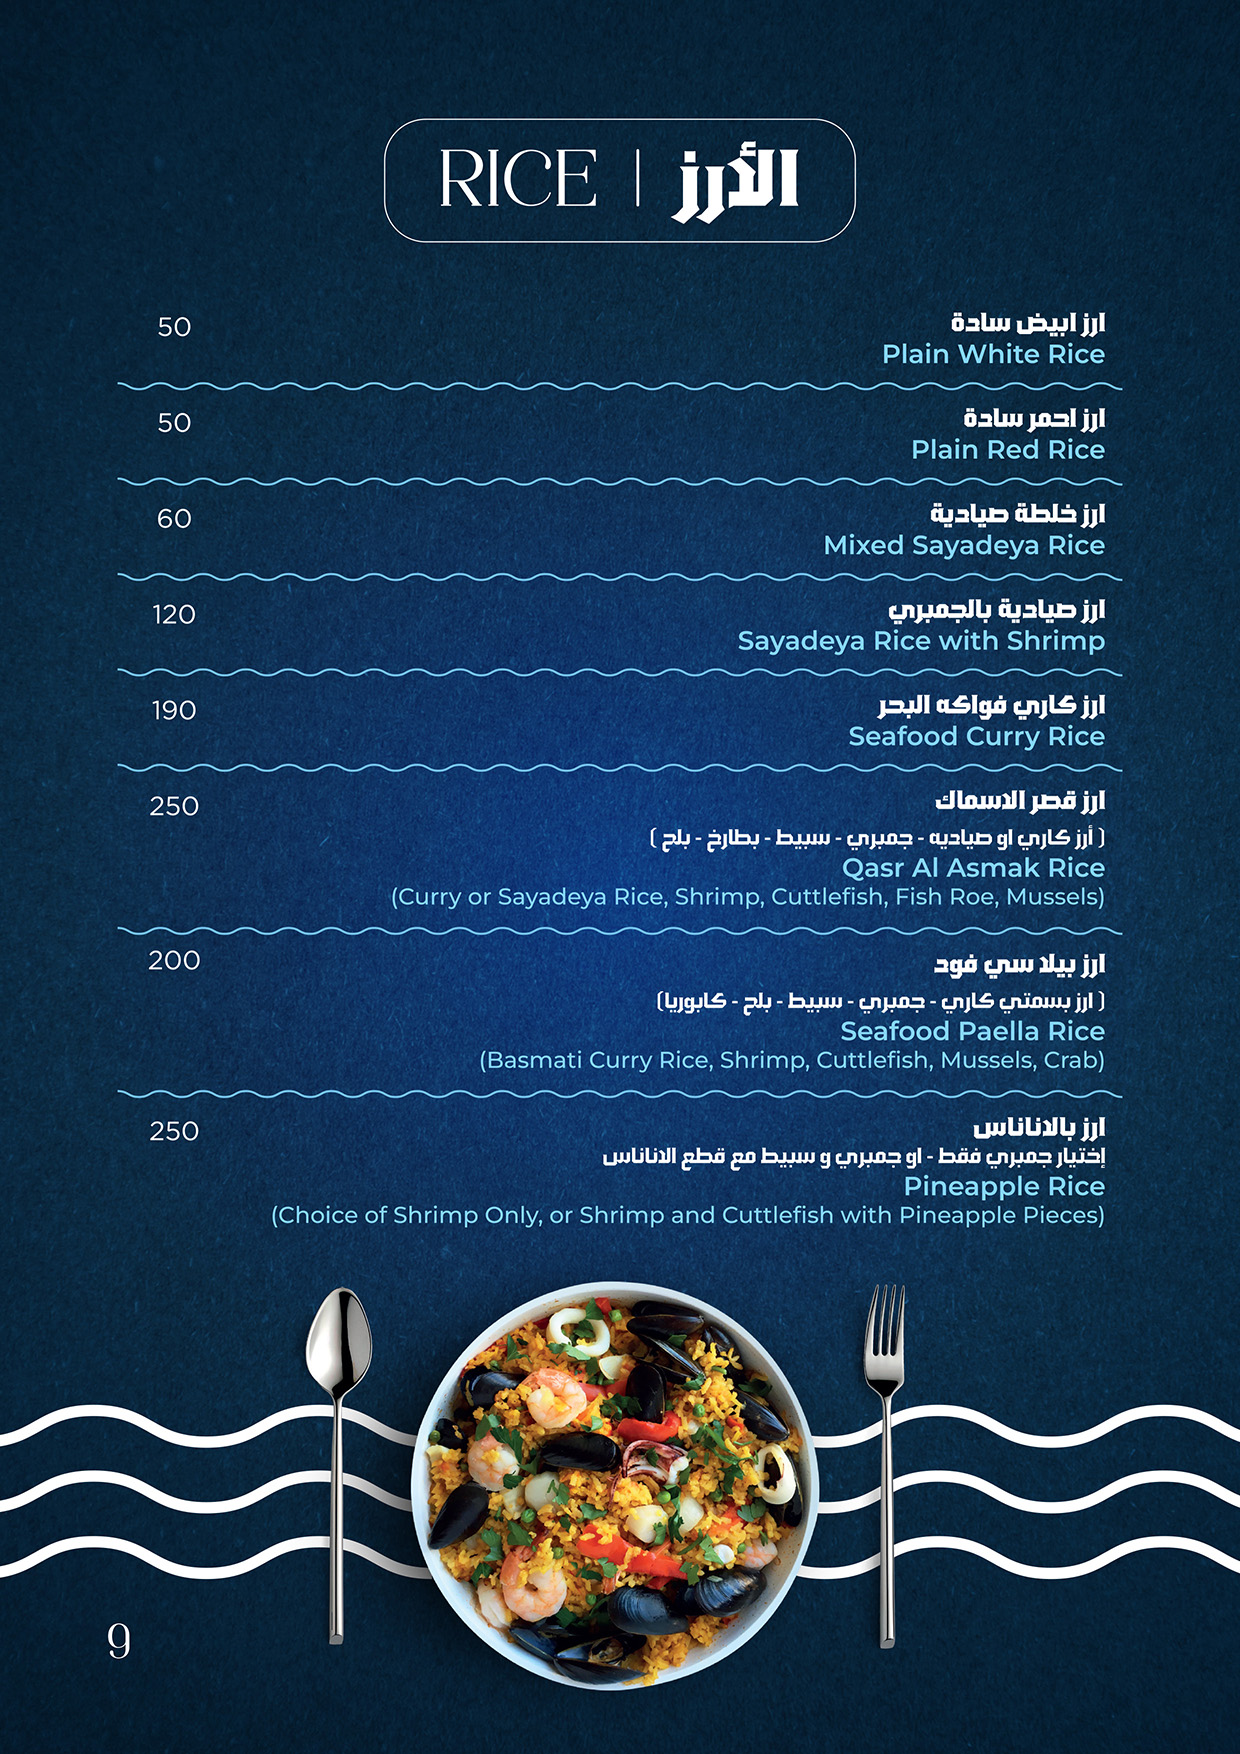 RICE | الأرز
ارز ابيض سادة
50
Plain White Rice
ارز احمر سادة
50
Plain Red Rice
ارز خلطة صيادية
60
Mixed Sayadeya Rice
ارز صيادية بالجمبري
120
Sayadeya Rice with Shrimp
ارز كاري فواكه البحر
190
Seafood Curry Rice
ارز قصر الاسماك
250
( أرز كاري او صياديه - جمبري - سبيط - بطارخ - بلح )
Qasr Al Asmak Rice
(Curry or Sayadeya Rice, Shrimp, Cuttlefish, Fish Roe, Mussels)
ارز بيلا سي فود
200
( ارز بسمتي كاري - جمبري - سبيط - بلح - كابوريا)
Seafood Paella Rice
(Basmati Curry Rice, Shrimp, Cuttlefish, Mussels, Crab)
ارز بالاناناس
250
إختيار جمبري فقط - او جمبري و سبيط مع قطع الاناناس
Pineapple Rice
(Choice of Shrimp Only, or Shrimp and Cuttlefish with Pineapple Pieces)
9